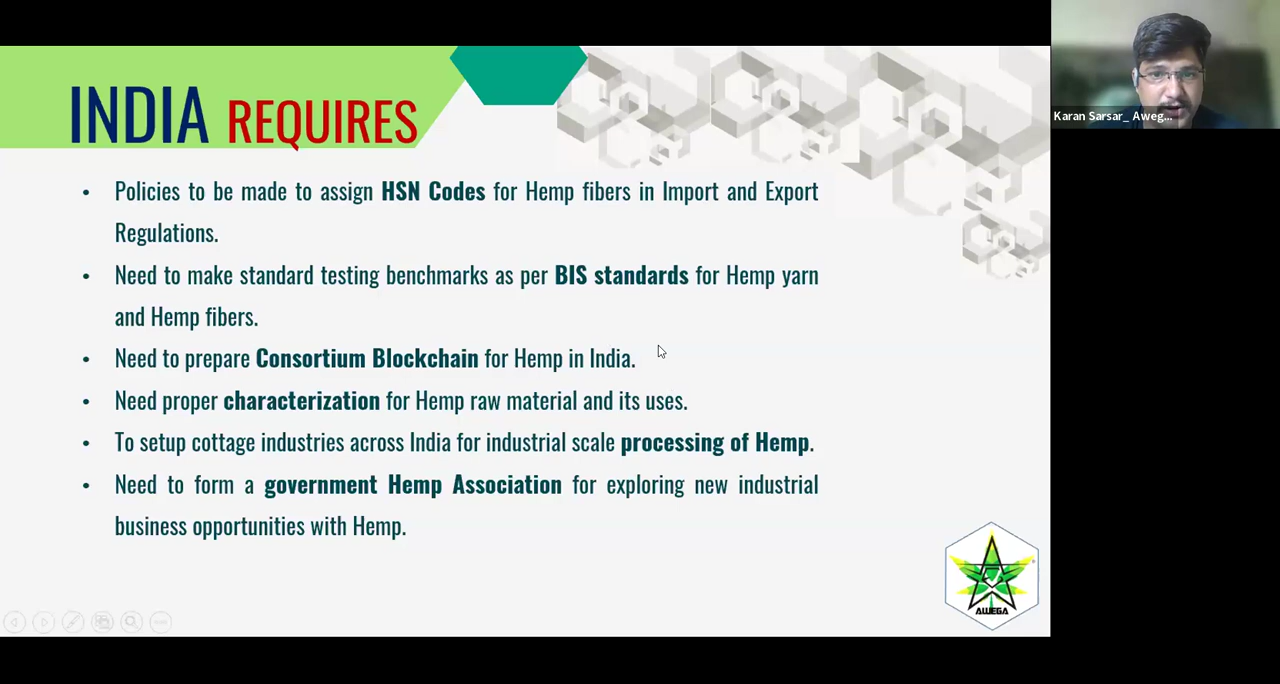 INDIA REQUIRES
• Policies to be made to assign HSN Codes for Hemp fibers in Import and Export
Regulations.
• Need to make standard testing benchmarks as per BIS standards for Hemp yarn
and Hemp fibers.
• Need to prepare Consortium Blockchain for Hemp in India.
• Need proper characterization for Hemp raw material and its uses.
• To setup cottage industries across India for industrial scale processing of Hemp.
• Need to form a government Hemp Association for exploring new industrial
business opportunities with Hemp.
AWEGA
Karan Sarsar_ Aweg...